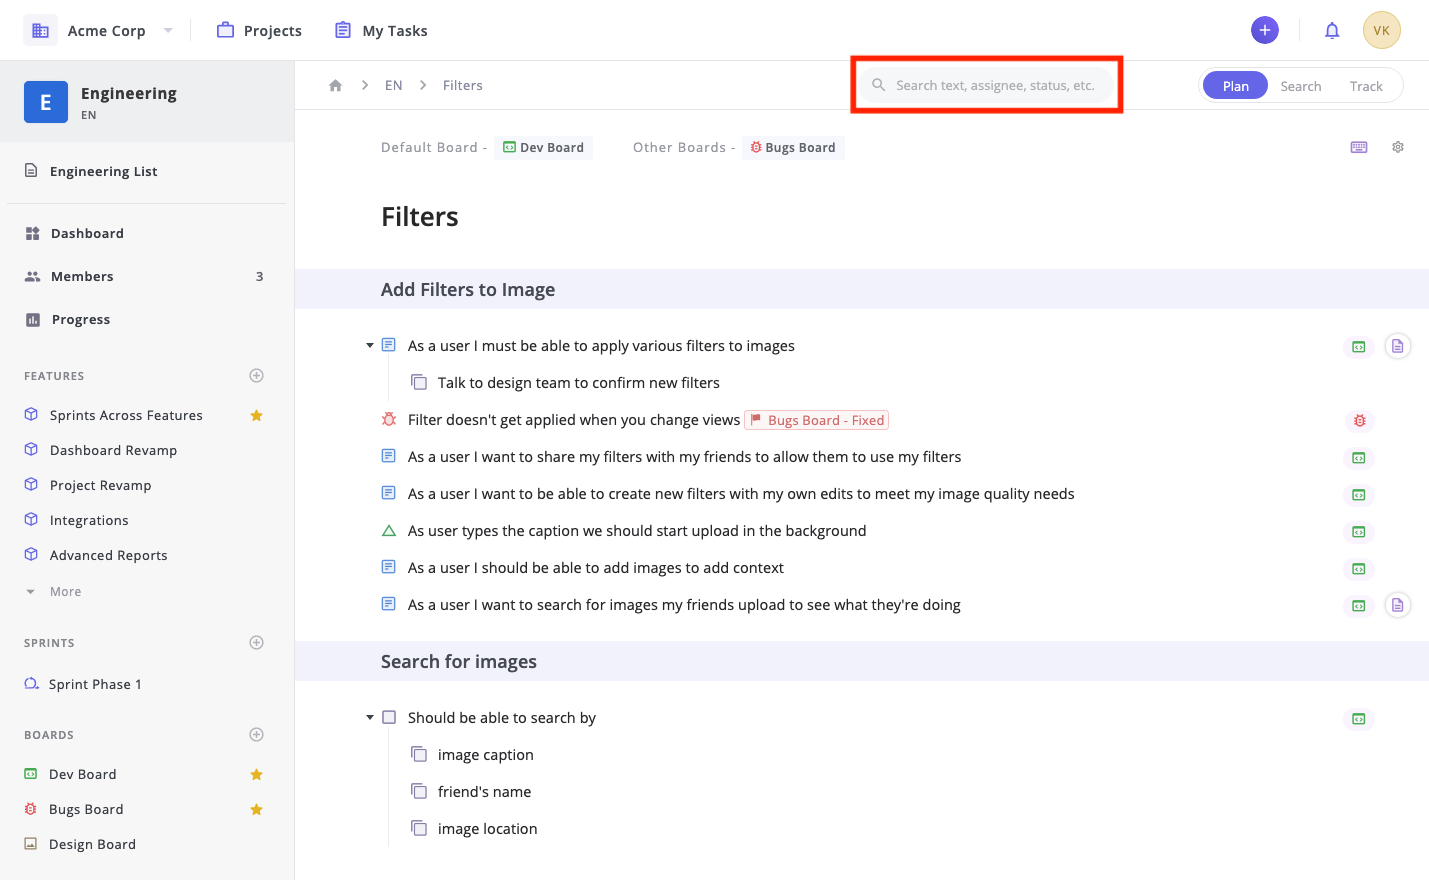 Acme Corp
Projects
My Tasks
VK
E
Engineering
EN
EN
Filters
Search text, assignee, status, etc.
Plan
Search
Track
Engineering List
Dashboard
Members 3
Progress
FEATURES
Sprints Across Features
Dashboard Revamp
Project Revamp
Integrations
Advanced Reports
More
SPRINTS
Sprint Phase 1
BOARDS
Dev Board
Bugs Board
Design Board
Default Board - Dev Board
Other Boards - Bugs Board
Filters
Add Filters to Image
As a user I must be able to apply various filters to images
Talk to design team to confirm new filters
Filter doesn't get applied when you change views Bugs Board - Fixed
As a user I want to share my filters with my friends to allow them to use my filters
As a user I want to be able to create new filters with my own edits to meet my image quality needs
As user types the caption we should start upload in the background
As a user I should be able to add images to add context
As a user I want to search for images my friends upload to see what they're doing
Search for images
Should be able to search by
image caption
friend's name
image location